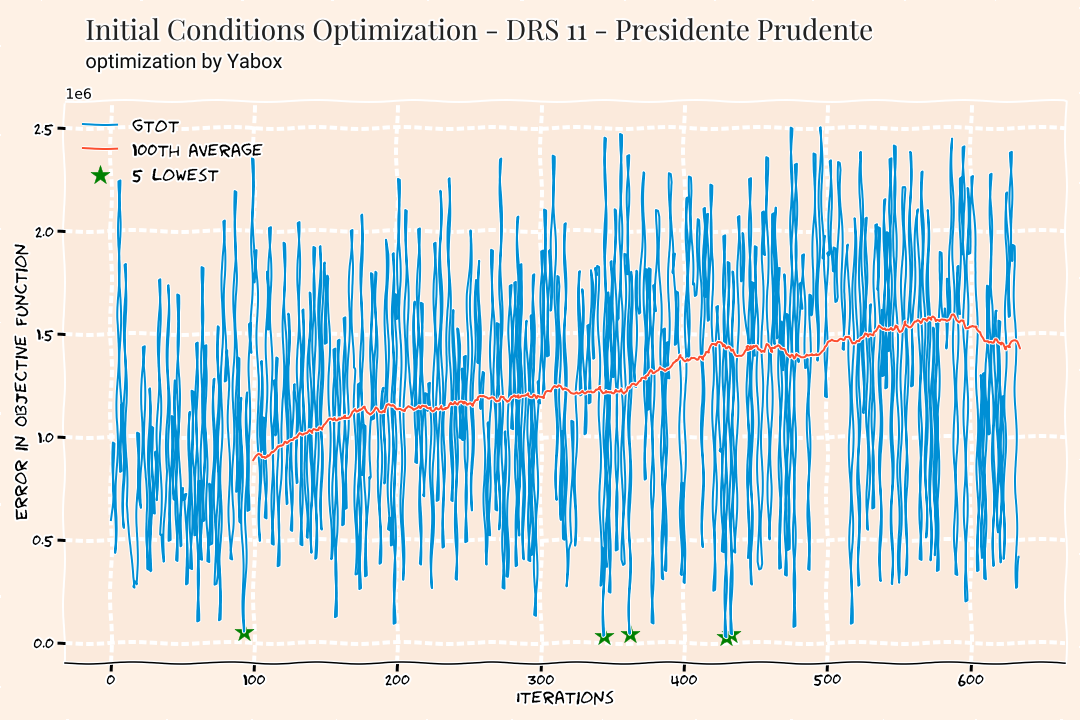 Initial Conditions Optimization - DRS 11 - Presidente Prudente
optimization by Yabox
1e6
GTOT
100TH AVERAGE
5 LOWEST
2.5
2.0
1.5
1.0
0.5
0.0
ERROR IN OBJECTIVE FUNCTION
0 100 200 300 400 500 600
ITERATIONS